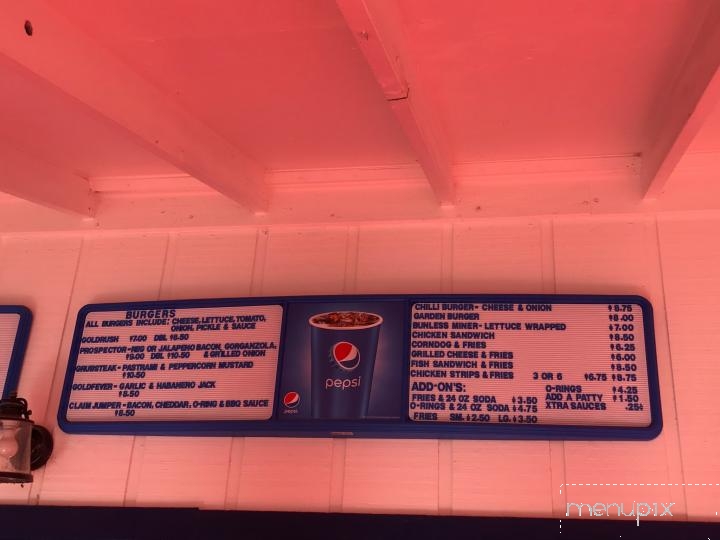 BURGERS
ALL BURGERS INCLUDE: CHEESE, LETTUCE, TOMATO,
ONION, PICKLE & SAUCE
GOLDRUSH $7.00 DBL $8.50
PROSPECTOR - REG OR JALAPENO BACON, GORGANZOLA,
$9.00 DBL $10.50 & GRILLED ONION
GRUBSTEAK - PASTRAMI & PEPPERCORN MUSTARD
$10.50
GOLDFEVER - GARLIC & HABANERO JACK
$8.50
CLAIM JUMPER - BACON, CHEDDAR, O-RING & BBQ SAUCE
$8.50
pepsi
pepsi
CHILLI BURGER - CHEESE & ONION $8.75
GARDEN BURGER $8.00
BUNLESS MINER - LETTUCE WRAPPED $7.00
CHICKEN SANDWICH $8.50
CORNDOG & FRIES $6.25
GRILLED CHEESE & FRIES $6.00
FISH SANDWICH & FRIES $8.50
CHICKEN STRIPS & FRIES 3 OR 6 $6.75 $8.75
ADD-ON'S:
FRIES & 24 OZ SODA $3.50
O-RINGS & 24 OZ SODA $4.75
FRIES SM. $2.50 LG. $3.50
O-RINGS $4.25
ADD A PATTY $1.50
XTRA SAUCES .25¢
menupix